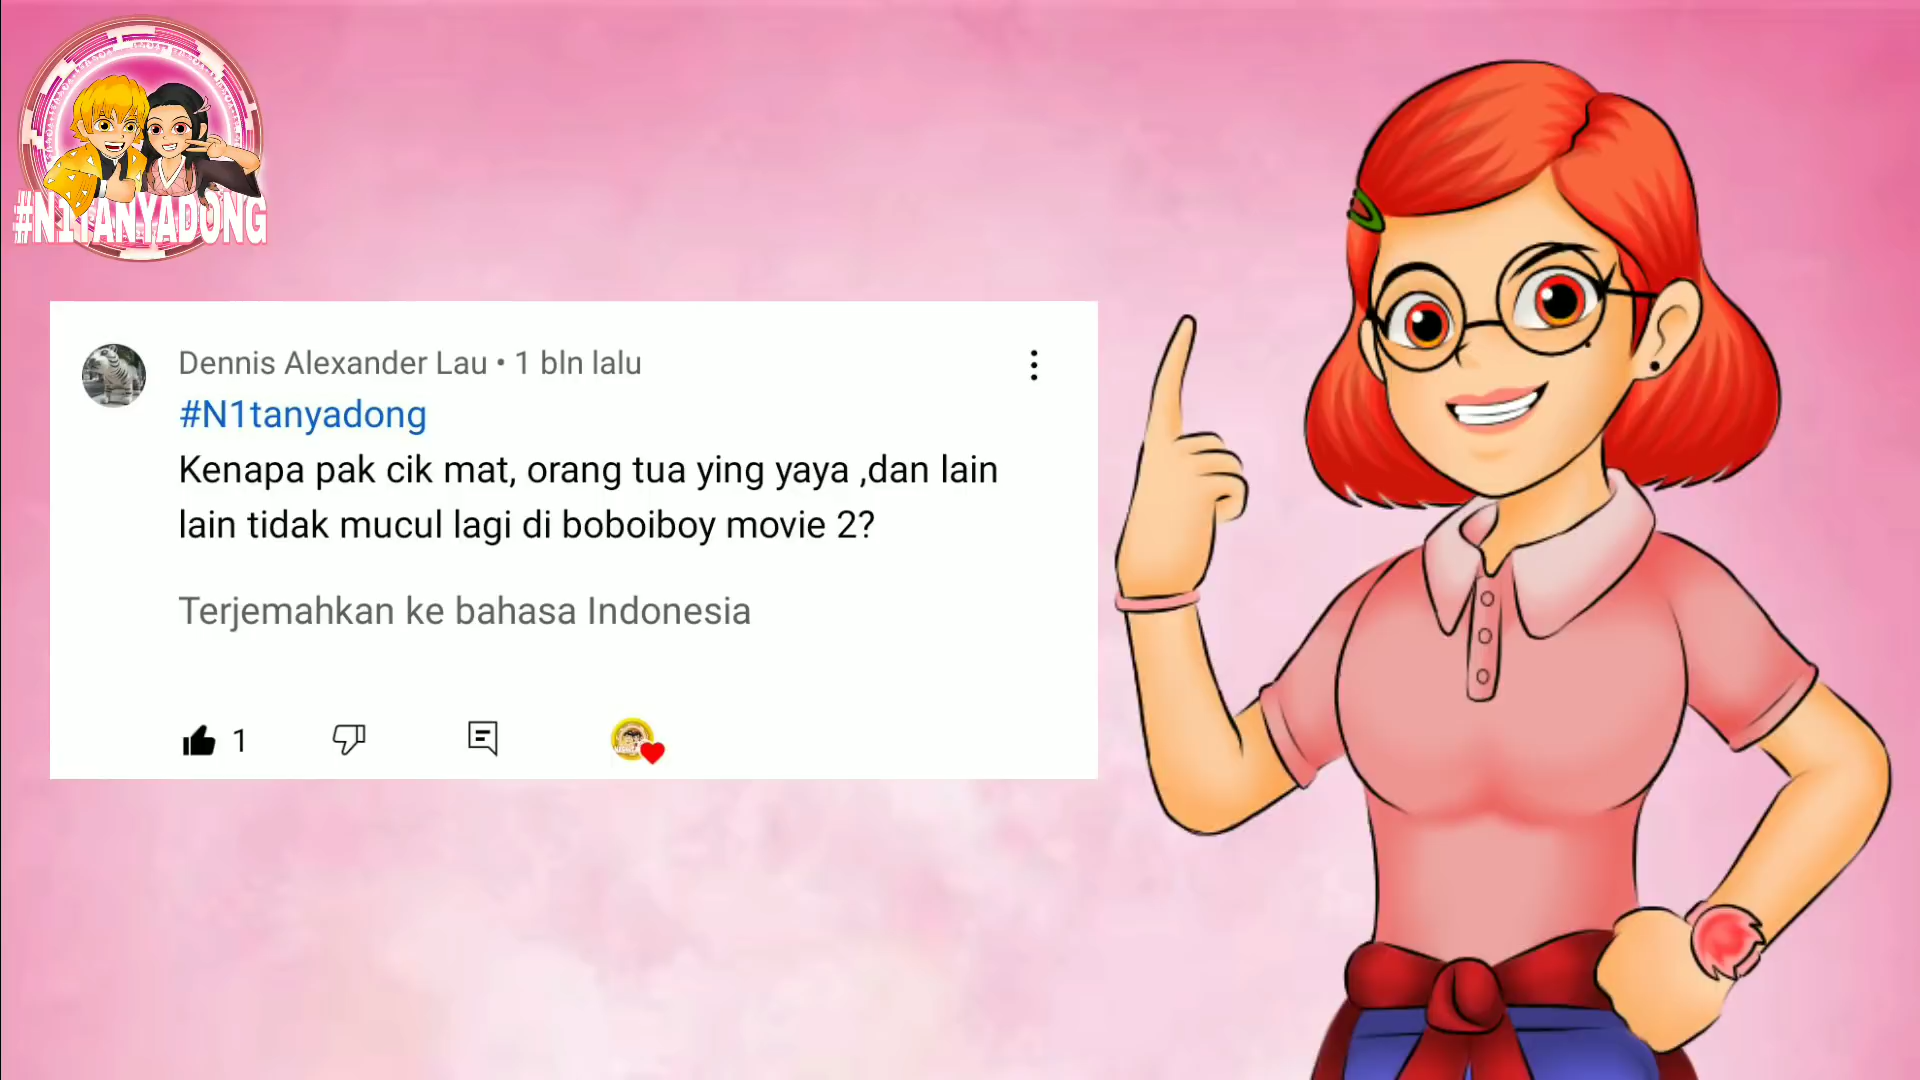 #N1TANYADONG
Dennis Alexander Lau • 1 bln lalu
#N1tanyadong
Kenapa pak cik mat, orang tua ying yaya ,dan lain
lain tidak mucul lagi di boboiboy movie 2?
Terjemahkan ke bahasa Indonesia
1